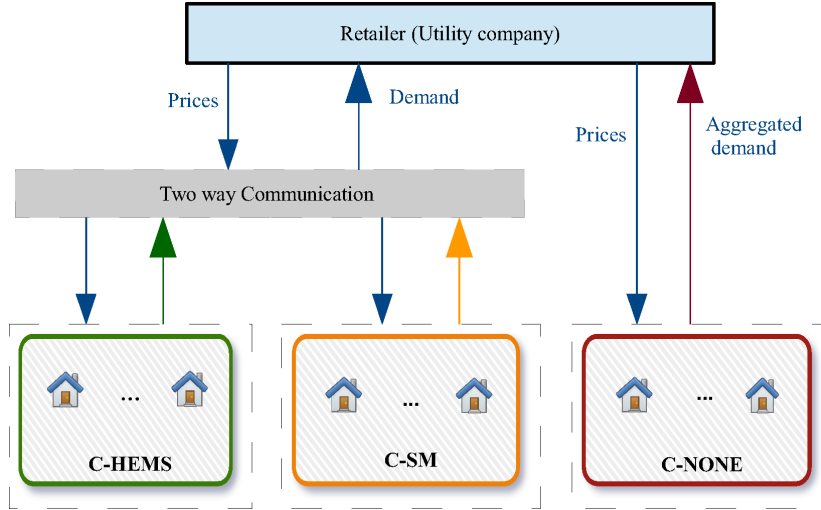 Retailer (Utility company)
Prices
Demand
Prices
Aggregated
demand
Two way Communication
...
...
...
C-HEMS
C-SM
C-NONE